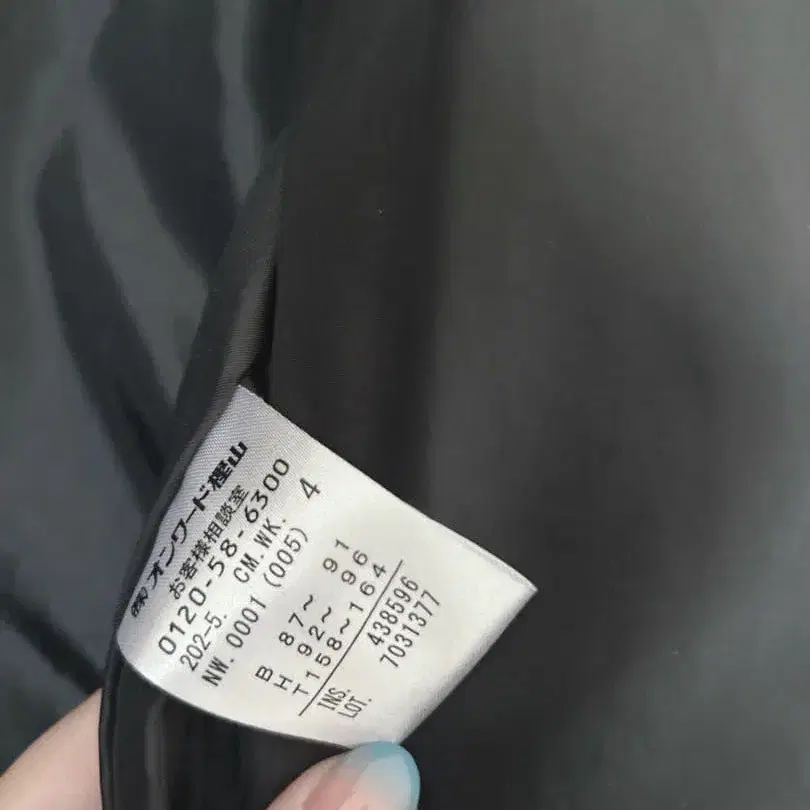 ㈱オンワード樫山
お客様相談室
0120-58-6300
202-5. CM.WK. 4
NW.0001(005)
B 87~ 91
H 92~ 96
T158~164
INS. 438596
LOT. 7031377